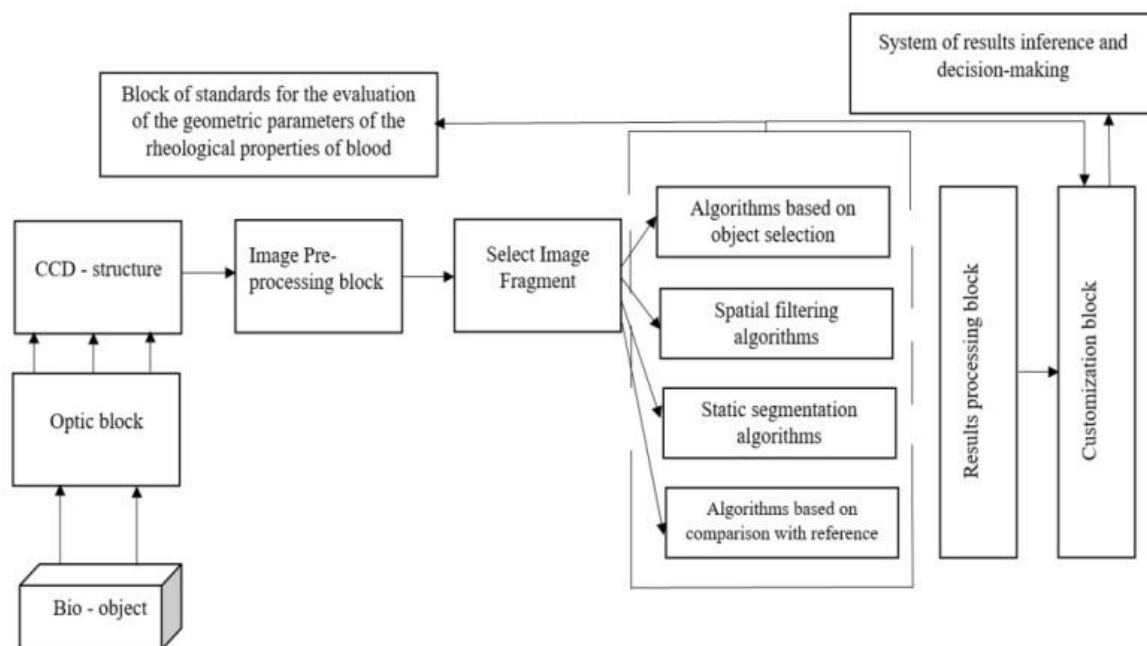 System of results inference and
decision-making
Block of standards for the evaluation
of the geometric parameters of the
rheological properties of blood
CCD - structure
Image Pre-
processing block
Select Image
Fragment
Algorithms based on
object selection
Spatial filtering
algorithms
Static segmentation
algorithms
Algorithms based on
comparison with reference
Results processing block
Customization block
Optic block
Bio - object